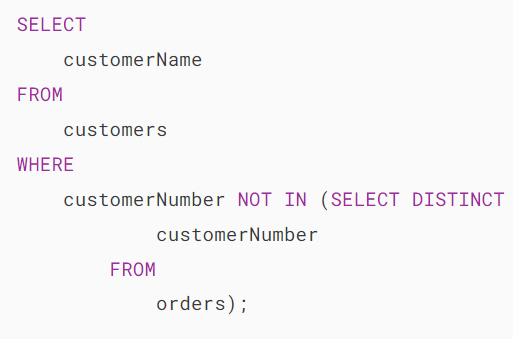 SELECT
    customerName
FROM
    customers
WHERE
    customerNumber NOT IN (SELECT DISTINCT
            customerNumber
        FROM
            orders);